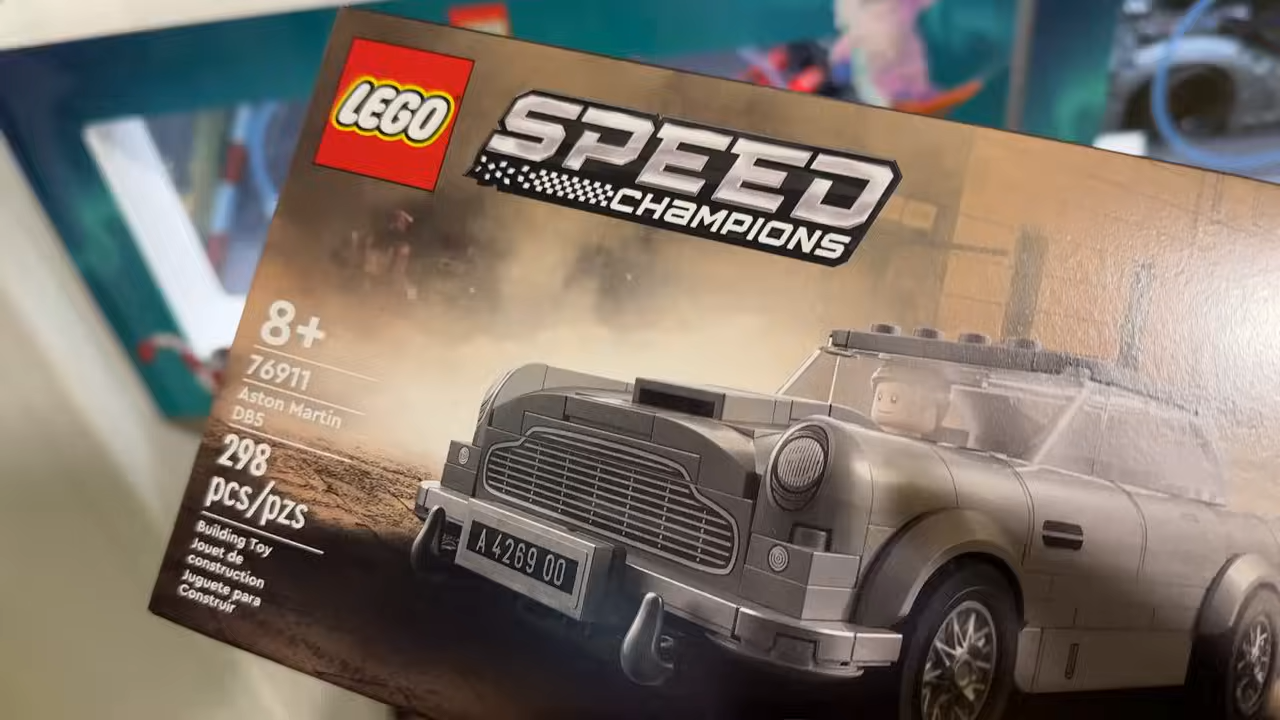 LEGO
SPEED
CHAMPIONS
8+
76911
Aston Martin
DB5
298
pcs/pzs
Building Toy
Jouet de
construction
Juguete para
Construir
A 4269 00